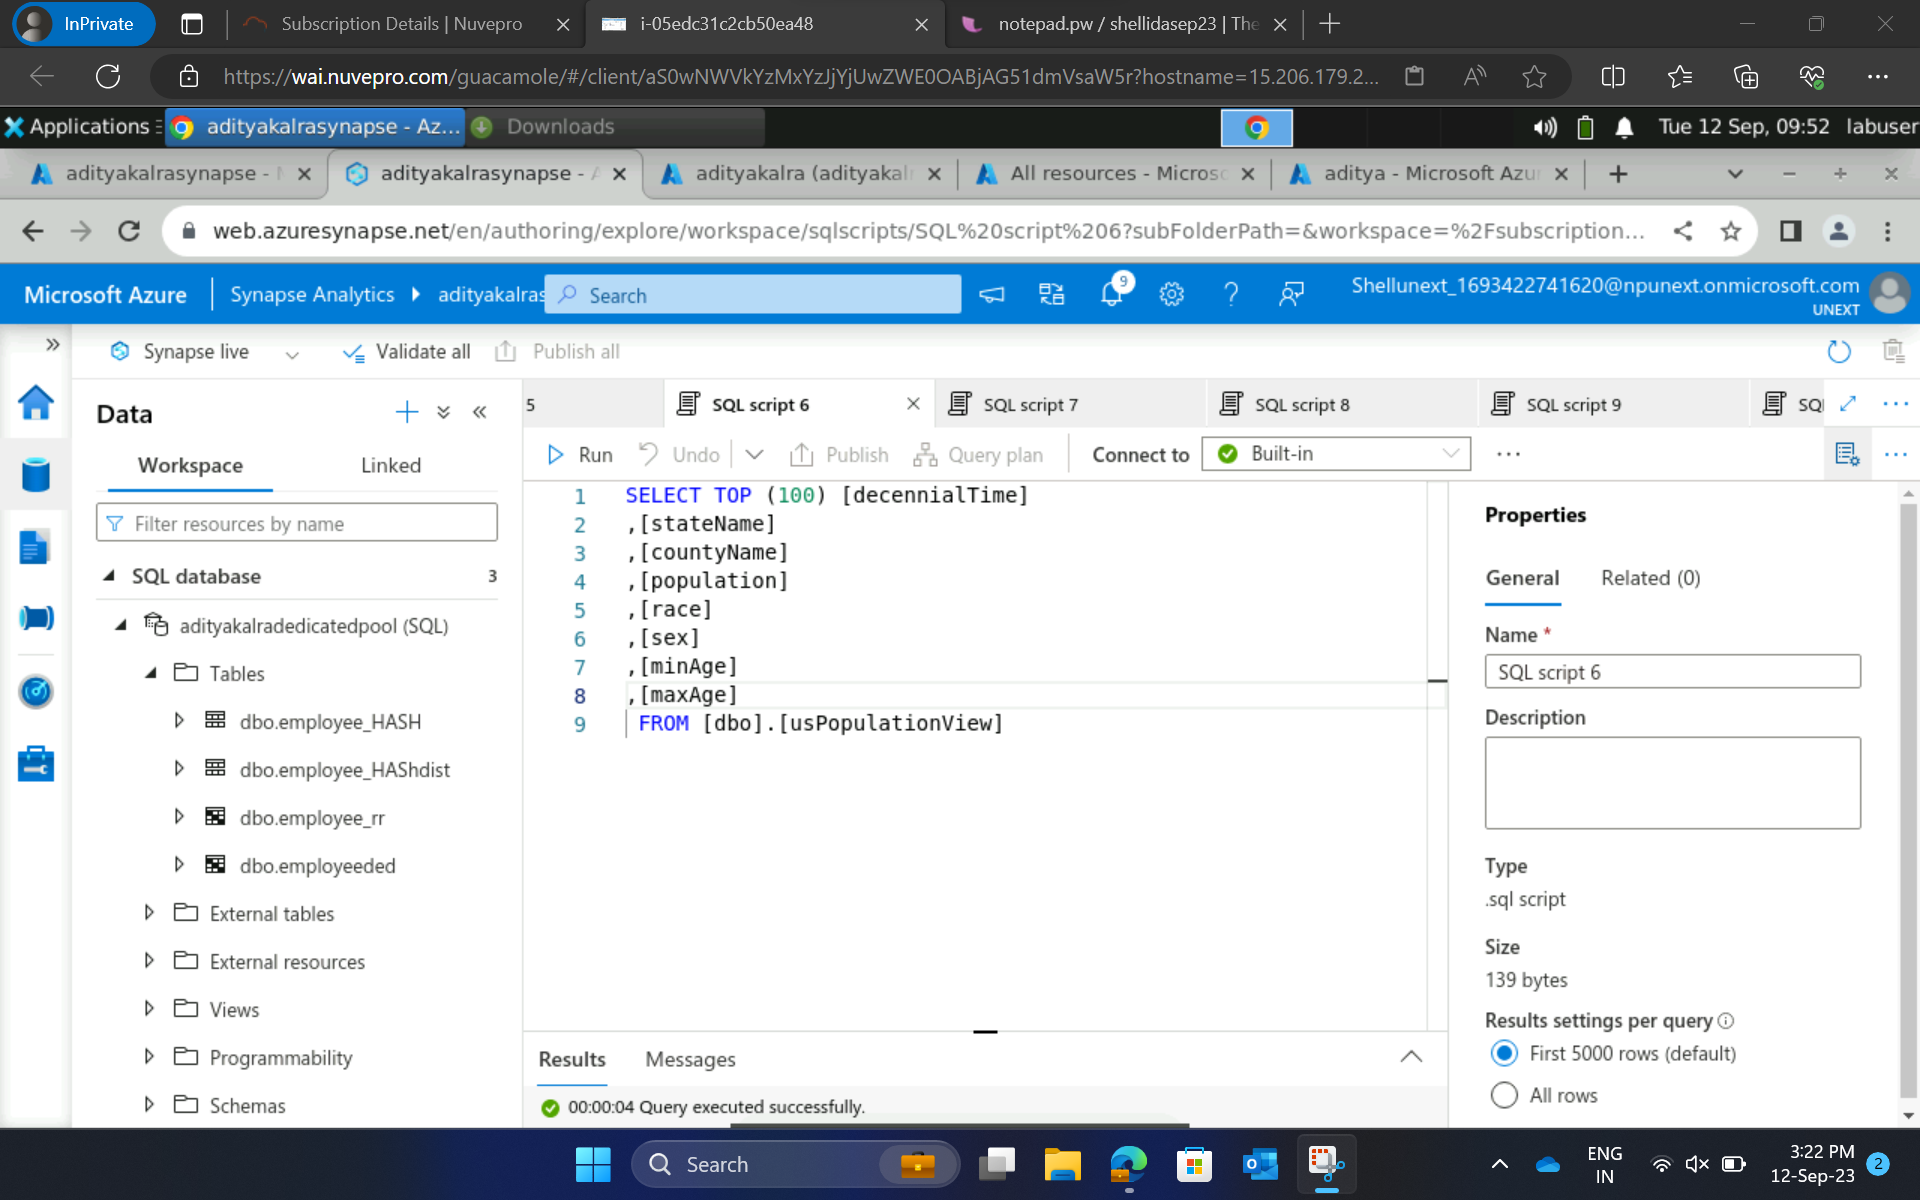 InPrivate
Subscription Details | Nuvepro
i-05edc31c2cb50ea48
notepad.pw / shellidasep23 | The
https://wai.nuvepro.com/guacamole/#/client/aS0wNWVkYzMxYzJjYjUwZWE0OABjAG51dmVsaW5r?hostname=15.206.179.2...
Applications
adityakalrasynapse - Az...
Downloads
Tue 12 Sep, 09:52 labuser
adityakalrasynapse -
adityakalrasynapse -
adityakalra (adityakal
All resources - Micros
aditya - Microsoft Azu
web.azuresynapse.net/en/authoring/explore/workspace/sqlscripts/SQL%20script%206?subFolderPath=&workspace=%2Fsubscription...
Microsoft Azure
Synapse Analytics
adityakalras
Search
9
Shellunext_1693422741620@npunext.onmicrosoft.com
UNEXT
Synapse live
Validate all
Publish all
Data
5
SQL script 6
SQL script 7
SQL script 8
SQL script 9
SQ
Workspace
Linked
Run
Undo
Publish
Query plan
Connect to
Built-in
Filter resources by name
SQL database 3
adityakalradedicatedpool (SQL)
Tables
dbo.employee_HASH
dbo.employee_HAShdist
dbo.employee_rr
dbo.employeeded
External tables
External resources
Views
Programmability
Schemas
1 SELECT TOP (100) [decennialTime]
2 ,[stateName]
3 ,[countyName]
4 ,[population]
5 ,[race]
6 ,[sex]
7 ,[minAge]
8 ,[maxAge]
9 FROM [dbo].[usPopulationView]
Results
Messages
00:00:04 Query executed successfully.
Properties
General
Related (0)
Name *
SQL script 6
Description
Type
.sql script
Size
139 bytes
Results settings per query
First 5000 rows (default)
All rows
Search
ENG
IN
3:22 PM
12-Sep-23
2